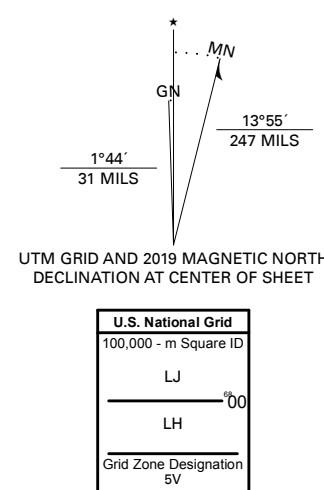 ★
MN
GN
13°55´
247 MILS
1°44´
31 MILS
UTM GRID AND 2019 MAGNETIC NORTH
DECLINATION AT CENTER OF SHEET
U.S. National Grid
100,000 - m Square ID
LJ
6800
LH
Grid Zone Designation
5V